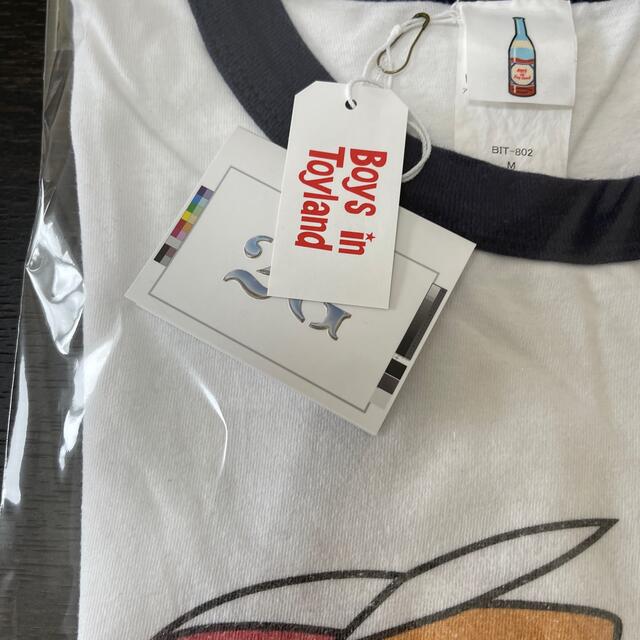 Boys in
Toyland
BIT-802
M